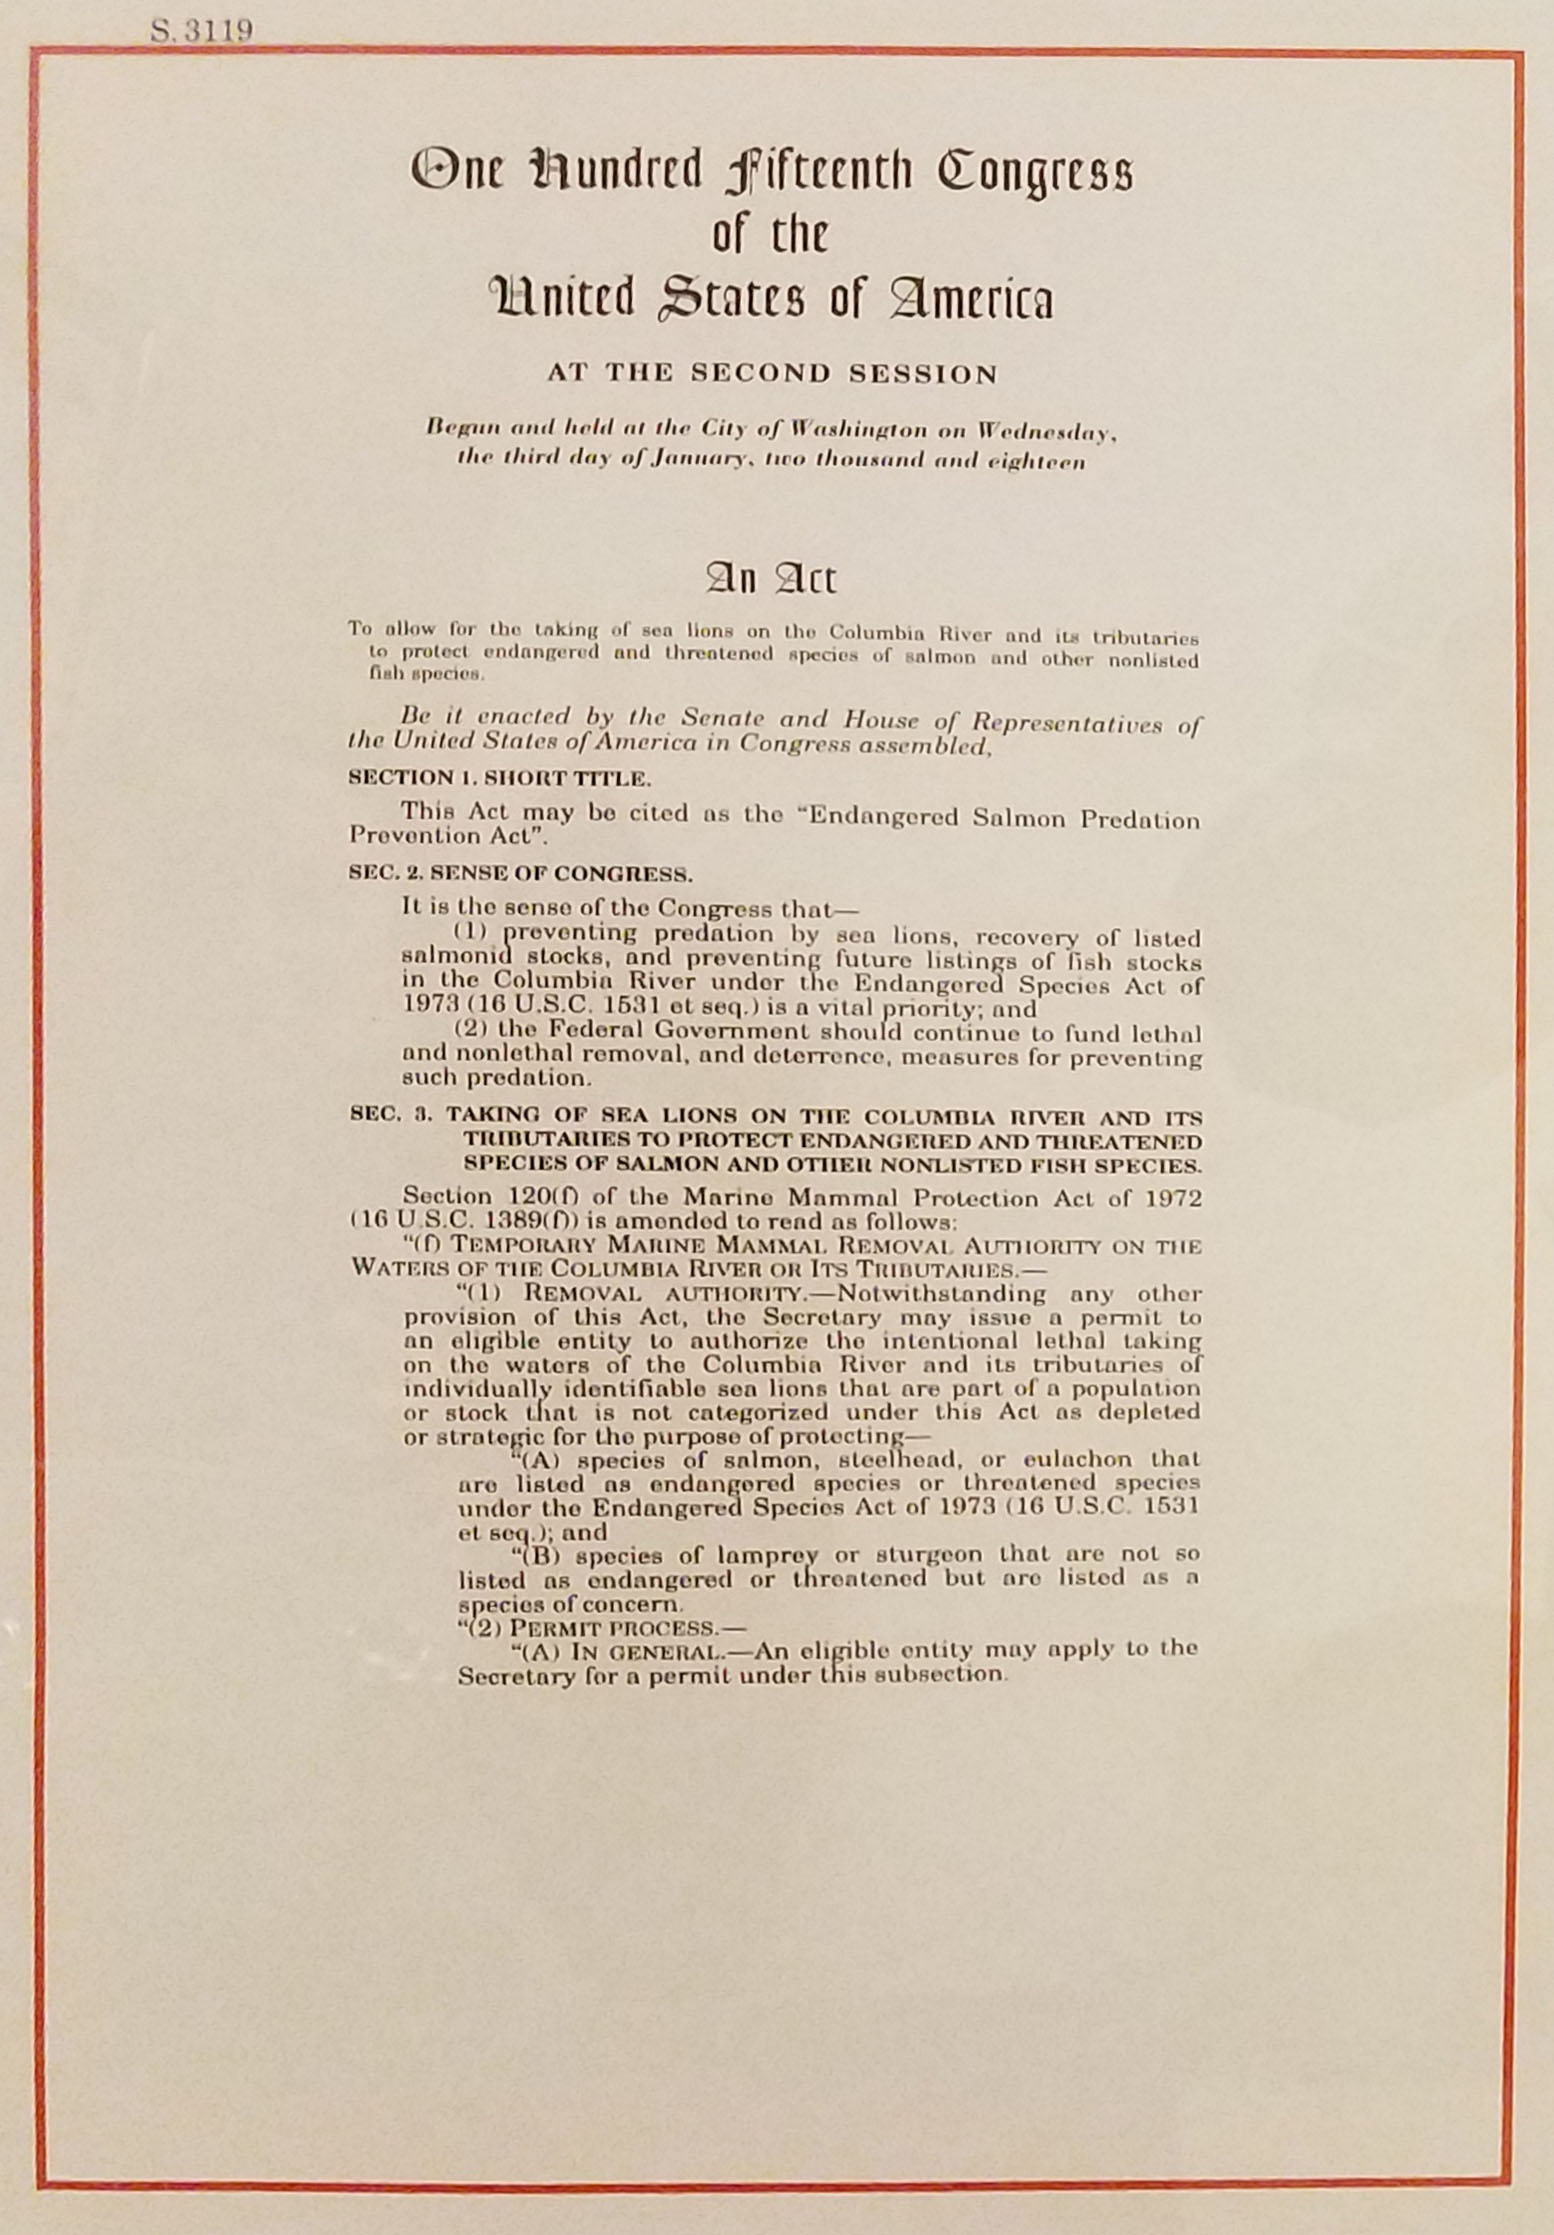 S. 3119
One Hundred Fifteenth Congress
of the
United States of America
AT THE SECOND SESSION
Begun and held at the City of Washington on Wednesday,
the third day of January, two thousand and eighteen
An Act
To allow for the taking of sea lions on the Columbia River and its tributaries
to protect endangered and threatened species of salmon and other nonlisted
fish species.
Be it enacted by the Senate and House of Representatives of
the United States of America in Congress assembled,
SECTION 1. SHORT TITLE.
This Act may be cited as the “Endangered Salmon Predation
Prevention Act”.
SEC. 2. SENSE OF CONGRESS.
It is the sense of the Congress that—
(1) preventing predation by sea lions, recovery of listed
salmonid stocks, and preventing future listings of fish stocks
in the Columbia River under the Endangered Species Act of
1973 (16 U.S.C. 1531 et seq.) is a vital priority; and
(2) the Federal Government should continue to fund lethal
and nonlethal removal, and deterrence, measures for preventing
such predation.
SEC. 3. TAKING OF SEA LIONS ON THE COLUMBIA RIVER AND ITS
TRIBUTARIES TO PROTECT ENDANGERED AND THREATENED
SPECIES OF SALMON AND OTHER NONLISTED FISH SPECIES.
Section 120(f) of the Marine Mammal Protection Act of 1972
(16 U.S.C. 1389(f)) is amended to read as follows:
“(f) TEMPORARY MARINE MAMMAL REMOVAL AUTHORITY ON THE
WATERS OF THE COLUMBIA RIVER OR ITS TRIBUTARIES.—
“(1) REMOVAL AUTHORITY.—Notwithstanding any other
provision of this Act, the Secretary may issue a permit to
an eligible entity to authorize the intentional lethal taking
on the waters of the Columbia River and its tributaries of
individually identifiable sea lions that are part of a population
or stock that is not categorized under this Act as depleted
or strategic for the purpose of protecting—
“(A) species of salmon, steelhead, or eulachon that
are listed as endangered species or threatened species
under the Endangered Species Act of 1973 (16 U.S.C. 1531
et seq.); and
“(B) species of lamprey or sturgeon that are not so
listed as endangered or threatened but are listed as a
species of concern.
“(2) PERMIT PROCESS.—
“(A) IN GENERAL.—An eligible entity may apply to the
Secretary for a permit under this subsection.